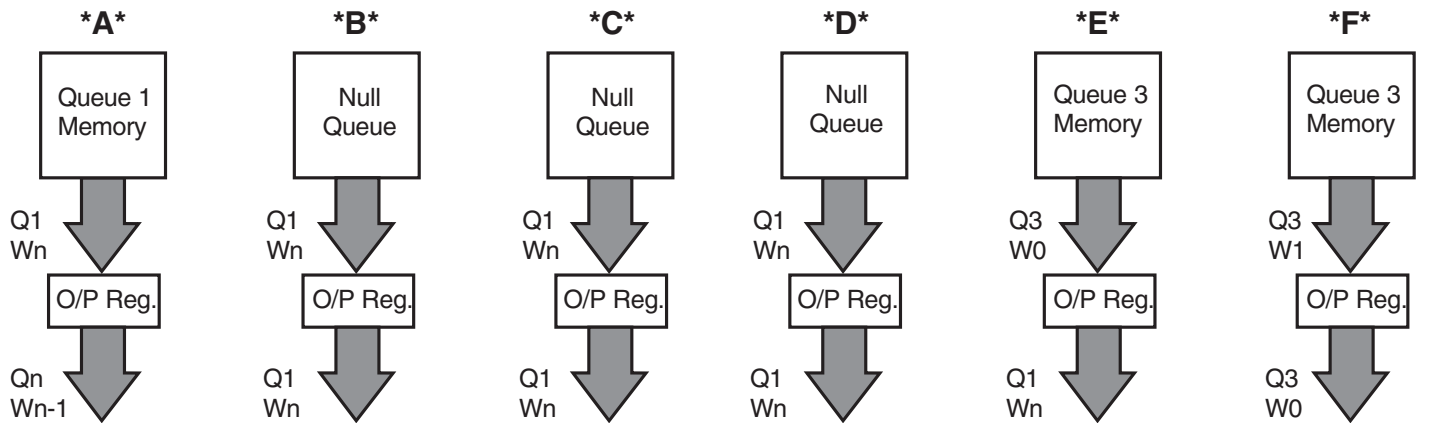 *A*
*B*
*C*
*D*
*E*
*F*
Queue 1
Memory
Null
Queue
Null
Queue
Null
Queue
Queue 3
Memory
Queue 3
Memory
Q1
Wn
Q1
Wn
Q1
Wn
Q1
Wn
Q3
W0
Q3
W1
O/P Reg.
O/P Reg.
O/P Reg.
O/P Reg.
O/P Reg.
O/P Reg.
Qn
Wn-1
Q1
Wn
Q1
Wn
Q1
Wn
Q1
Wn
Q3
W0